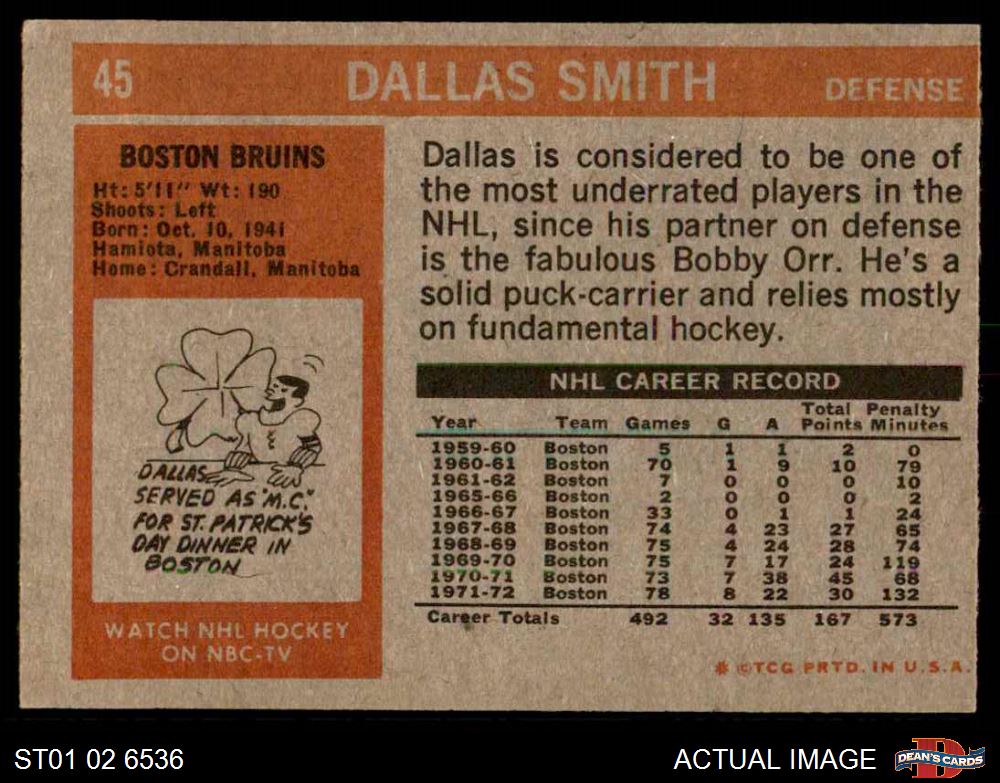 45 DALLAS SMITH DEFENSE
BOSTON BRUINS
Ht: 5'11" Wt: 190
Shoots: Left
Born: Oct. 10, 1941
Hamiota, Manitoba
Home: Crandall, Manitoba
DALLAS
SERVED AS "M.C."
FOR ST. PATRICK'S
DAY DINNER IN
BOSTON
WATCH NHL HOCKEY
ON NBC-TV
Dallas is considered to be one of
the most underrated players in the
NHL, since his partner on defense
is the fabulous Bobby Orr. He's a
solid puck-carrier and relies mostly
on fundamental hockey.
NHL CAREER RECORD
Year Team Games G A Total Points Penalty Minutes
1959-60 Boston 5 1 1 2 0
1960-61 Boston 70 1 9 10 79
1961-62 Boston 7 0 0 0 10
1965-66 Boston 2 0 0 0 2
1966-67 Boston 33 0 1 1 24
1967-68 Boston 74 4 23 27 65
1968-69 Boston 75 4 24 28 74
1969-70 Boston 75 7 17 24 119
1970-71 Boston 73 7 38 45 68
1971-72 Boston 78 8 22 30 132
Career Totals 492 32 135 167 573
* © TCG PRTD. IN U.S.A.
ST01 02 6536
ACTUAL IMAGE
D
DEAN'S CARDS